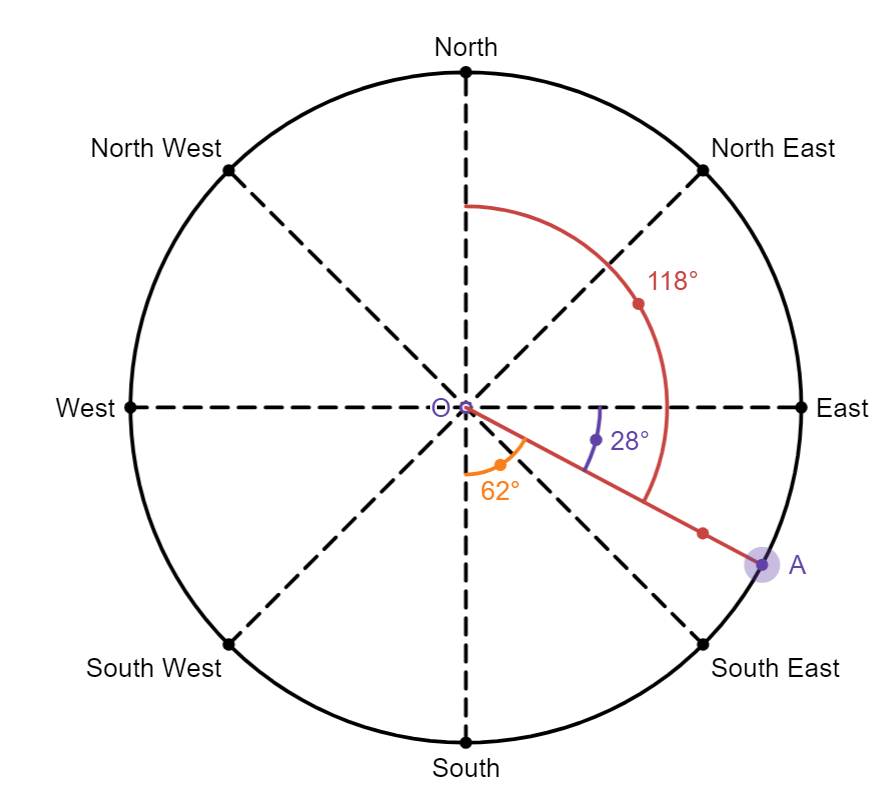 North
North West
North East
118°
West
O
East
28°
62°
A
South West
South East
South